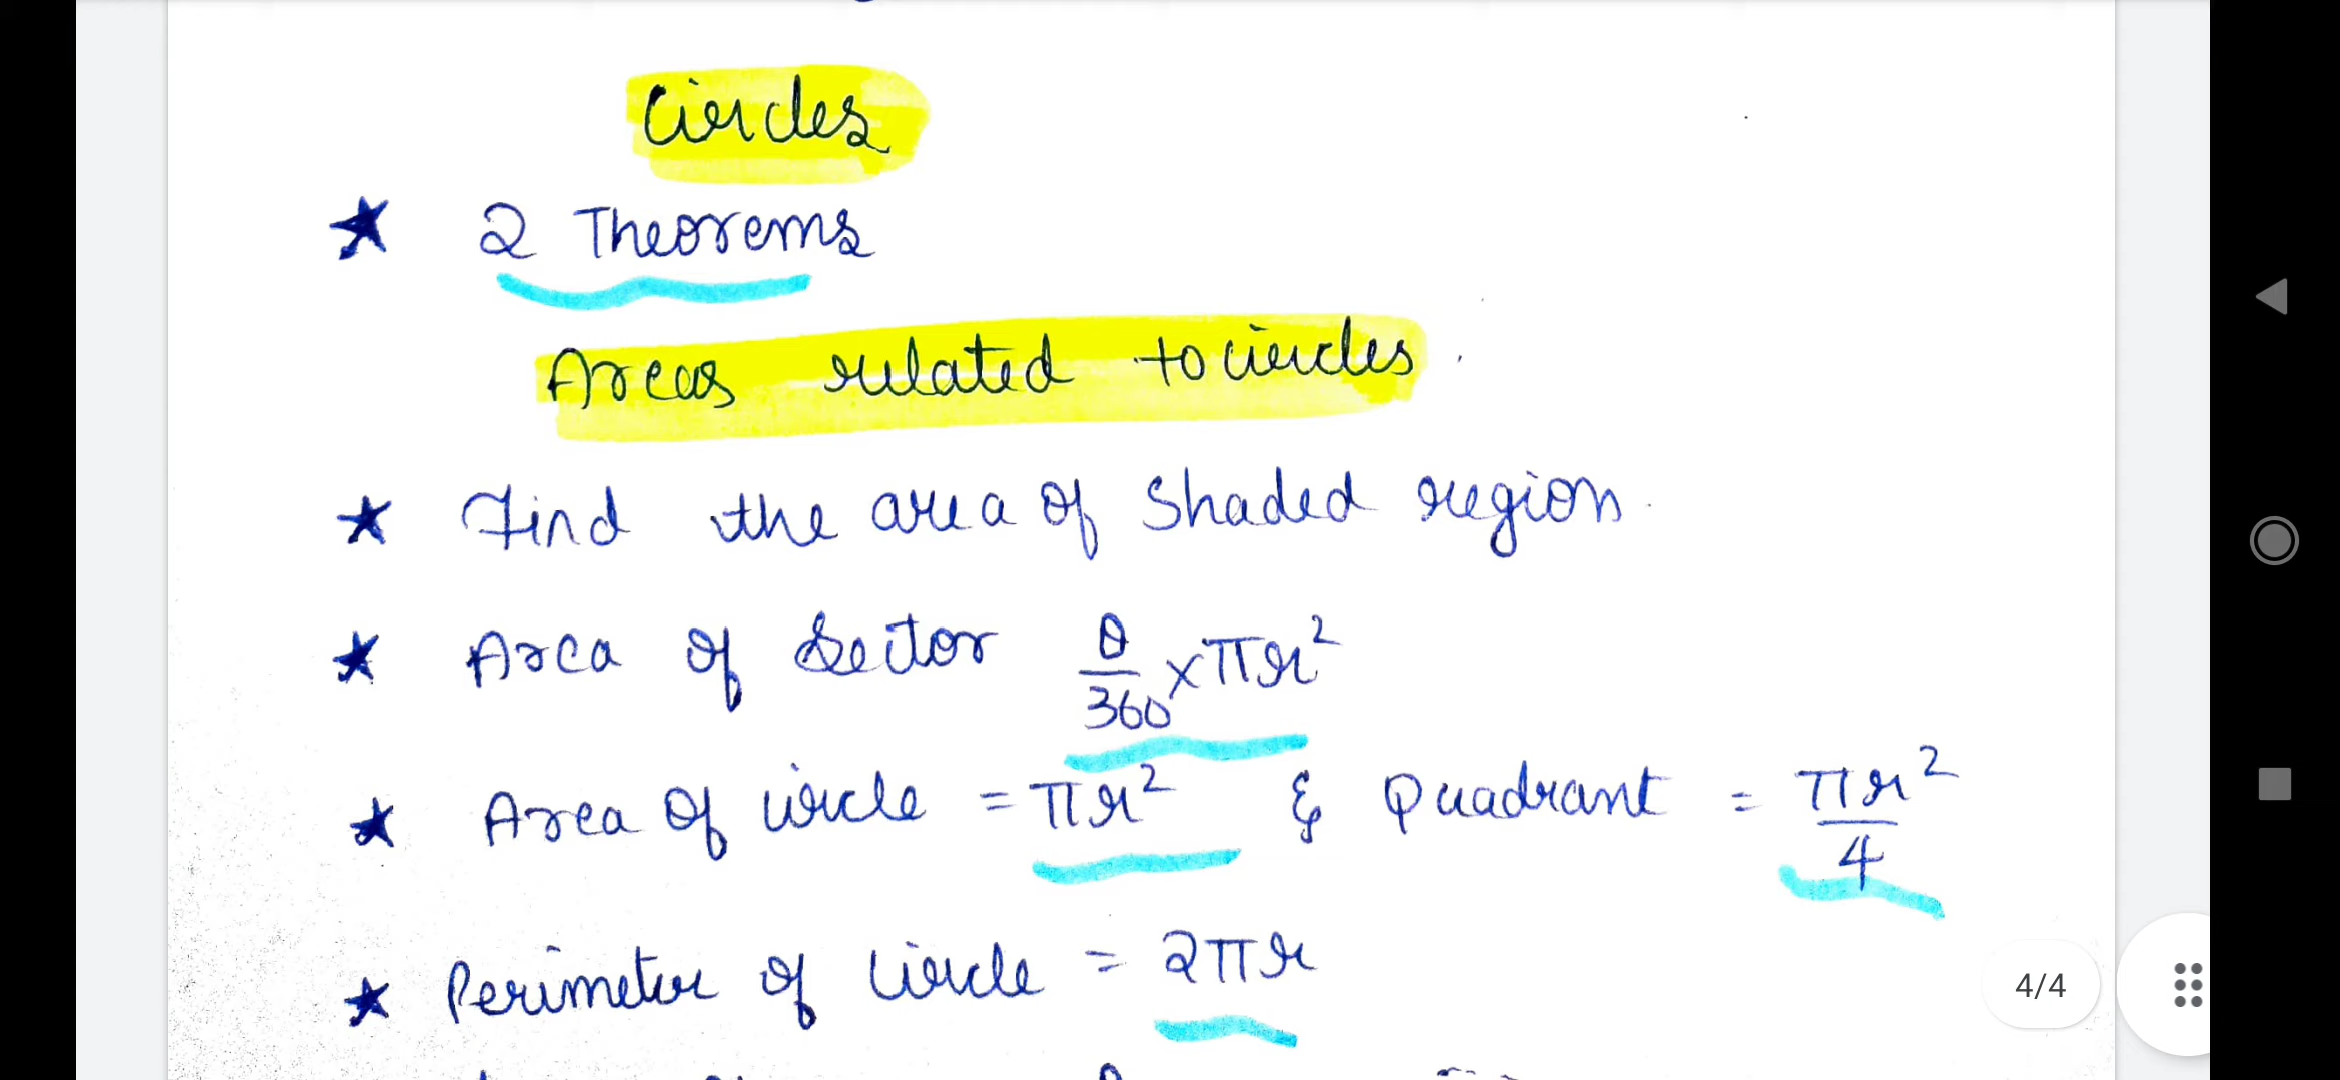 Circles
★ 2 Theorems
Areas related to circles.
★ Find the area of shaded region.
★ Area of Sector θ/360 × πr²
★ Area of circle = πr² & Quadrant = πr²/4
★ Perimeter of circle = 2πr
4/4